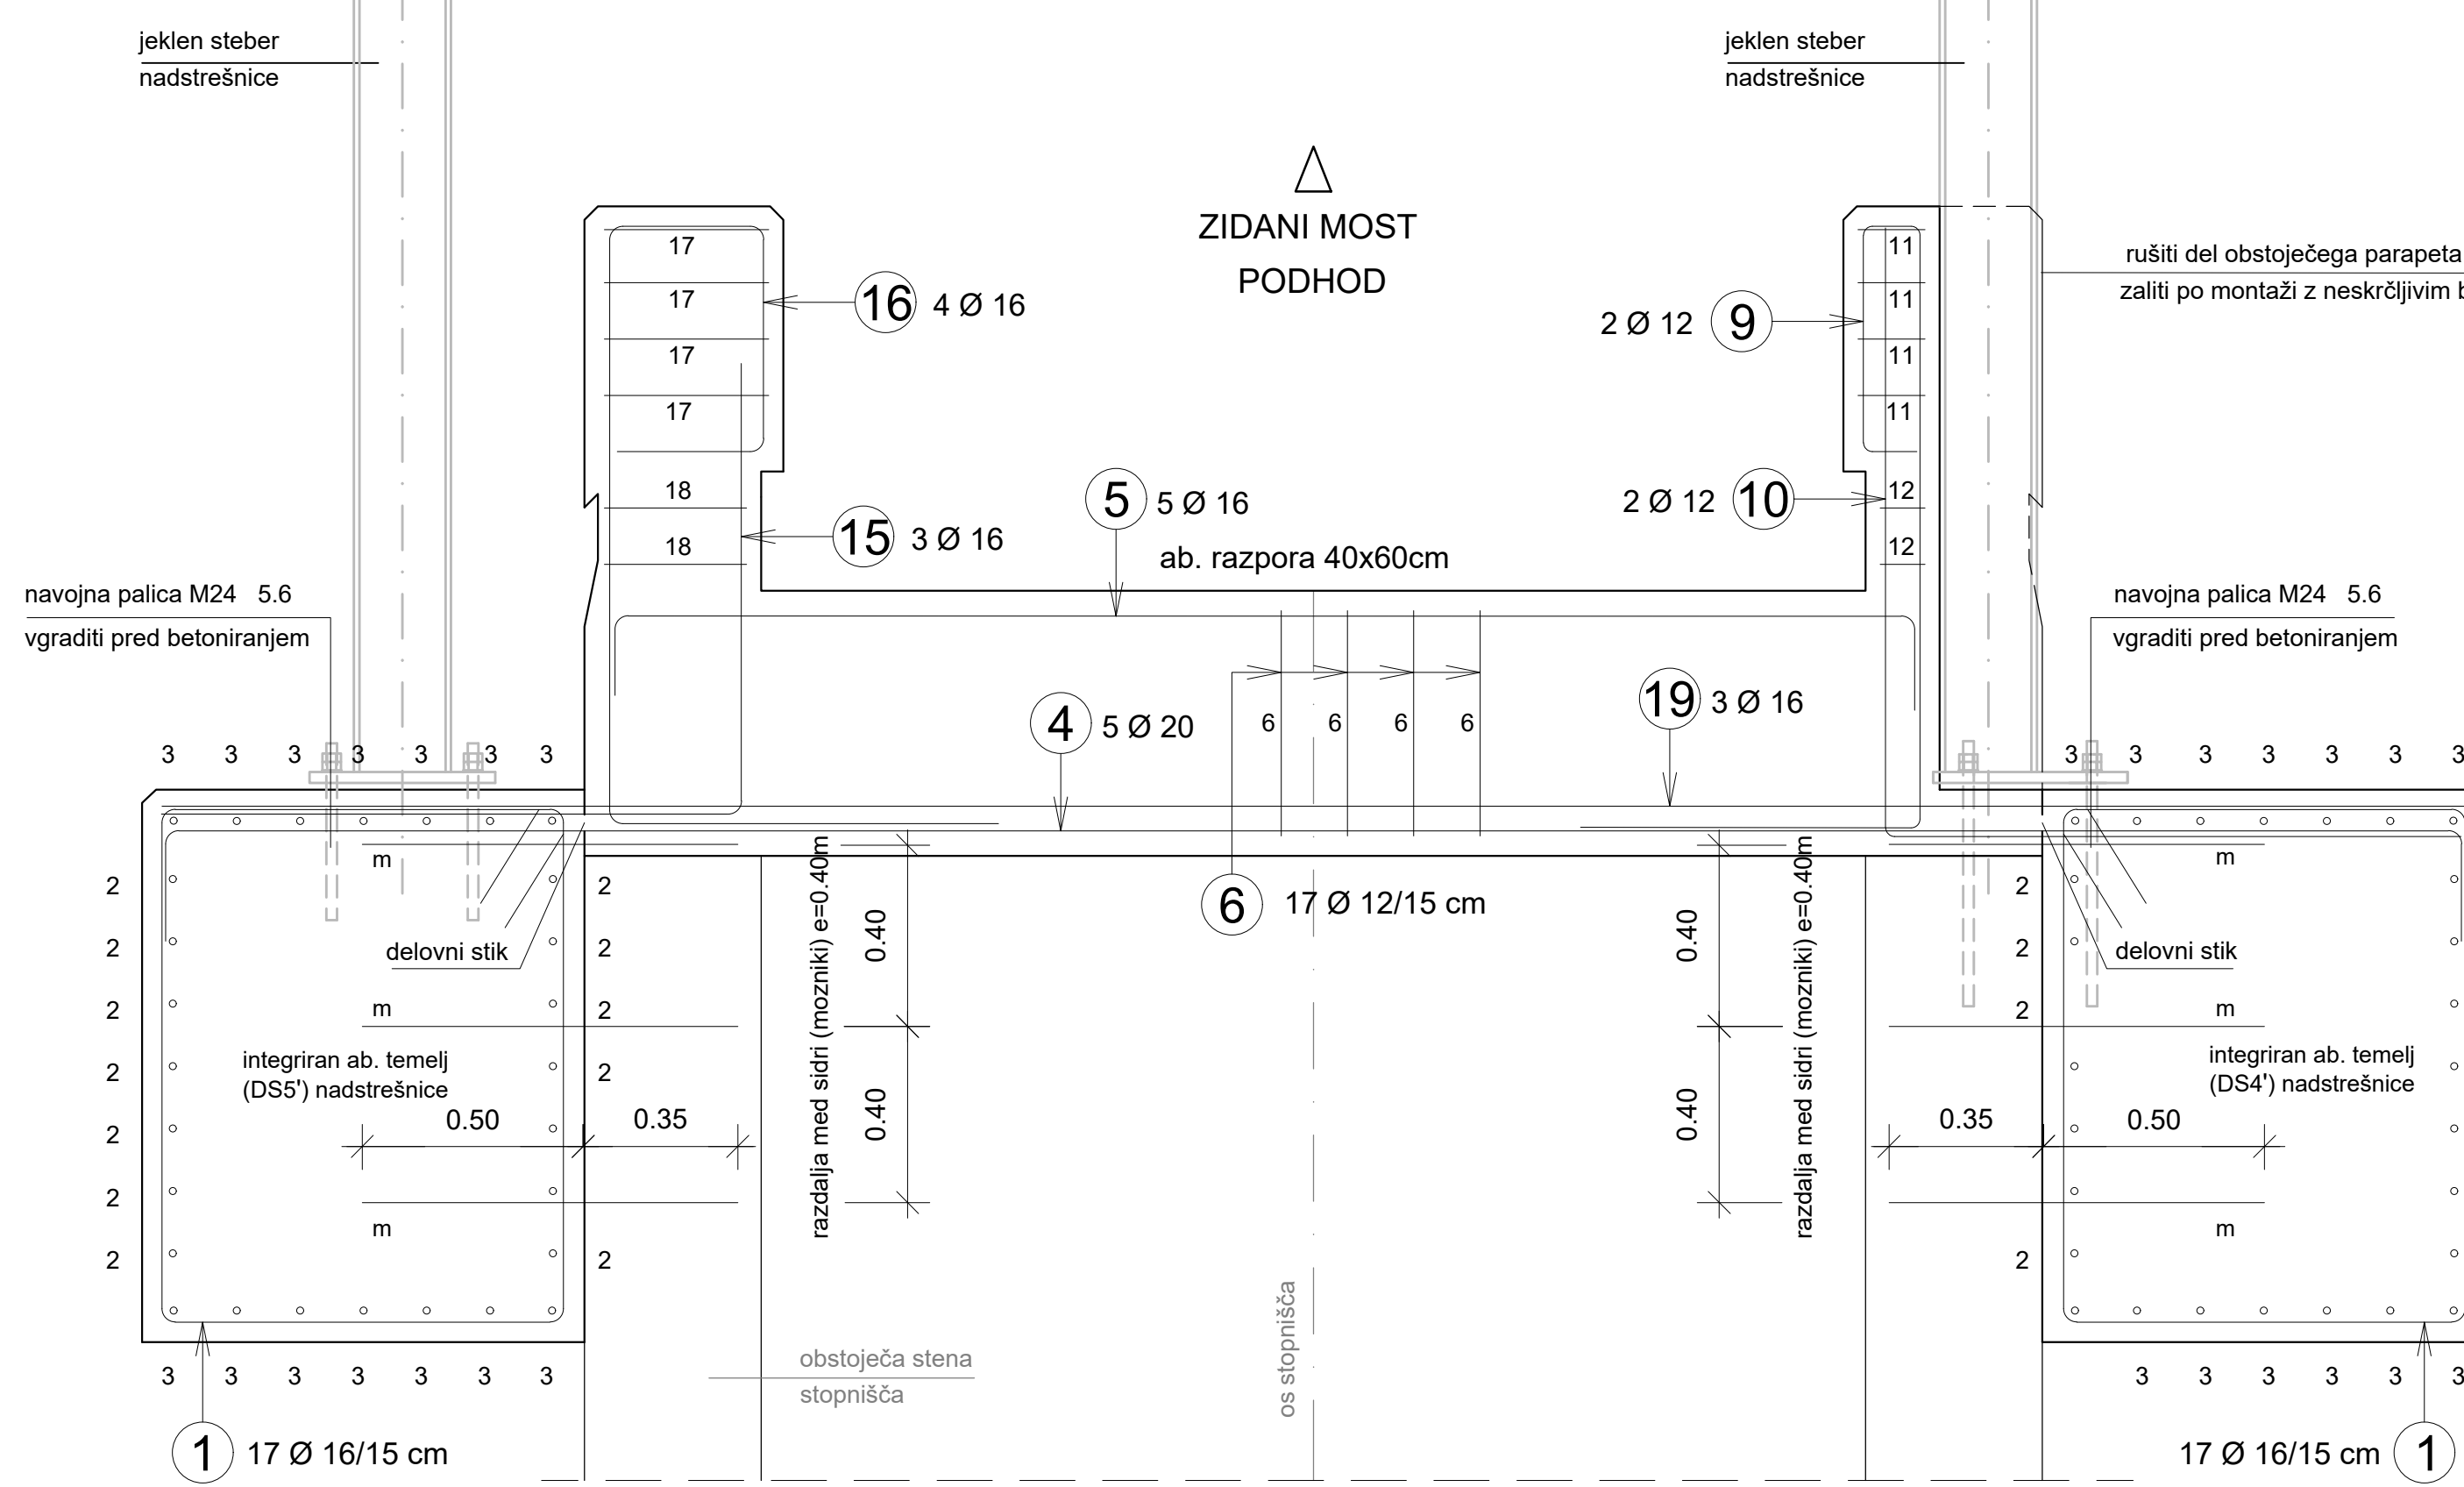 jeklen steber
nadstrešnice
jeklen steber
nadstrešnice
ZIDANI MOST
PODHOD
17
17
17
17
18
18
16 4 Ø 16
15 3 Ø 16
2 Ø 12 9
2 Ø 12 10
11
11
11
11
12
12
rušiti del obstoječega parapeta
zaliti po montaži z neskrčljivim
5 5 Ø 16
ab. razpora 40x60cm
navojna palica M24 5.6
vgraditi pred betoniranjem
navojna palica M24 5.6
vgraditi pred betoniranjem
4 5 Ø 20
6 6 6 6
19 3 Ø 16
3 3 3 3 3 3 3
3 3 3 3 3 3 3
m
m
m
2
2
2
2
2
2
2
2
2
2
2
2
delovni stik
integriran ab. temelj
(DS5') nadstrešnice
0.50 0.35
razdalja med sidri (mozniki) e=0.40m
0.40
0.40
6 17 Ø 12/15 cm
0.40
0.40
razdalja med sidri (mozniki) e=0.40m
2
2
2
2
m
m
m
delovni stik
integriran ab. temelj
(DS4') nadstrešnice
0.35 0.50
obstoječa stena
stopnišča
os stopnišča
3 3 3 3 3 3 3
3 3 3 3 3 3
1 17 Ø 16/15 cm
17 Ø 16/15 cm 1